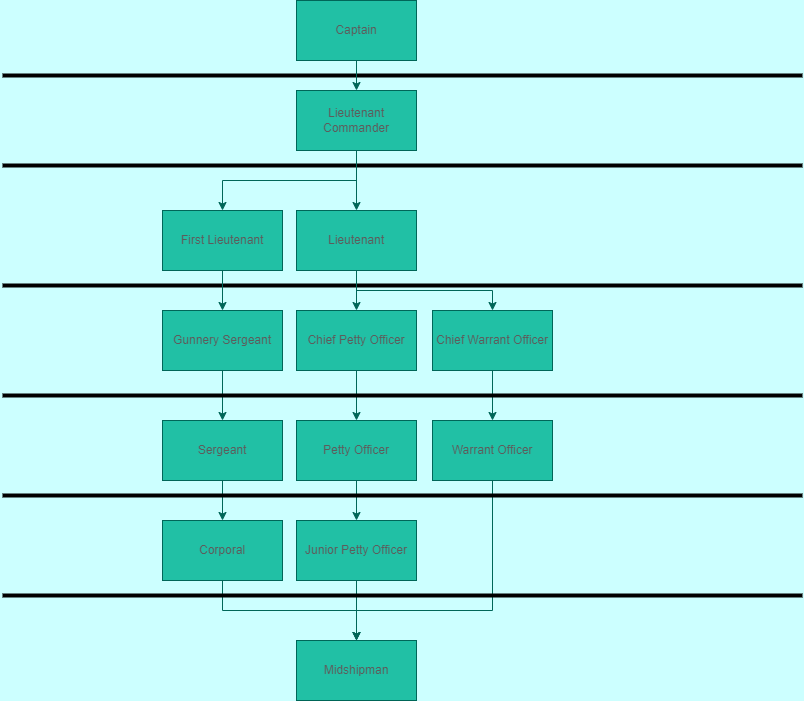 Captain
Lieutenant
Commander
First Lieutenant
Lieutenant
Gunnery Sergeant
Chief Petty Officer
Chief Warrant Officer
Sergeant
Petty Officer
Warrant Officer
Corporal
Junior Petty Officer
Midshipman